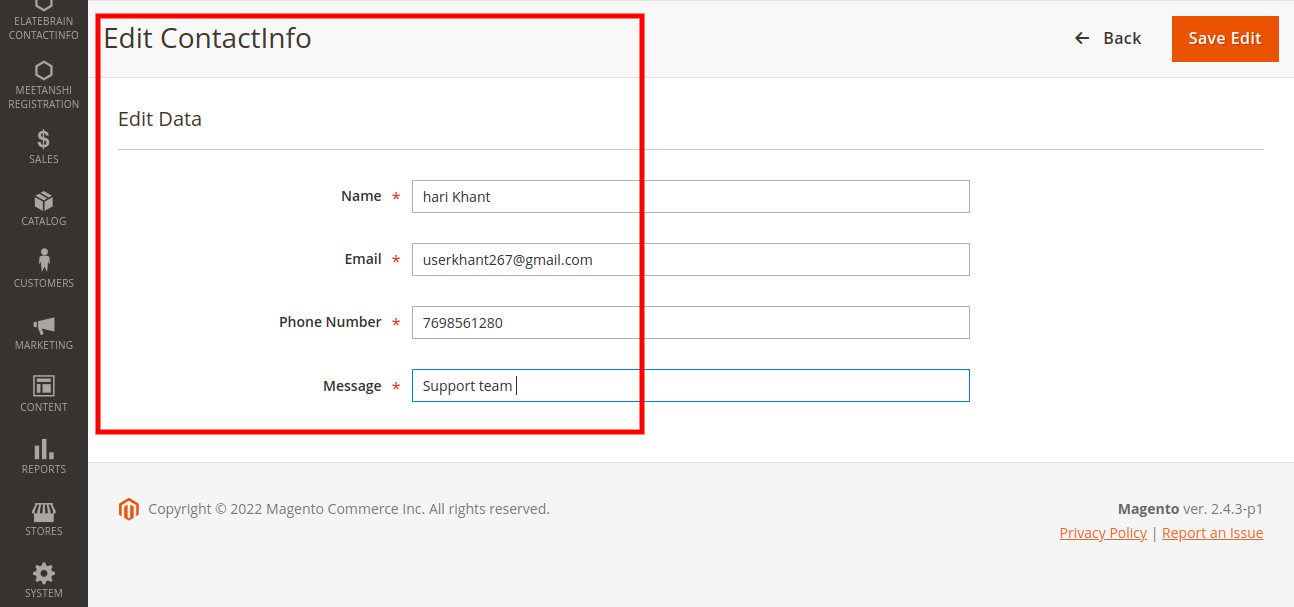 ELATEBRAIN
CONTACTINFO
MEETANSHI
REGISTRATION
SALES
CATALOG
CUSTOMERS
MARKETING
CONTENT
REPORTS
STORES
SYSTEM
Edit ContactInfo
Back
Save Edit
Edit Data
Name * hari Khant
Email * userkhant267@gmail.com
Phone Number * 7698561280
Message * Support team
Copyright © 2022 Magento Commerce Inc. All rights reserved.
Magento ver. 2.4.3-p1
Privacy Policy | Report an Issue